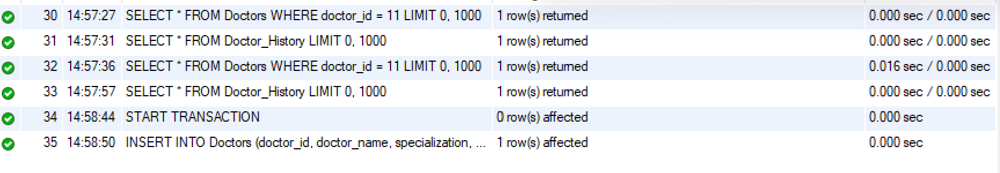 30 14:57:27 SELECT * FROM Doctors WHERE doctor_id = 11 LIMIT 0, 1000 1 row(s) returned 0.000 sec / 0.000 sec
31 14:57:31 SELECT * FROM Doctor_History LIMIT 0, 1000 1 row(s) returned 0.000 sec / 0.000 sec
32 14:57:36 SELECT * FROM Doctors WHERE doctor_id = 11 LIMIT 0, 1000 1 row(s) returned 0.016 sec / 0.000 sec
33 14:57:57 SELECT * FROM Doctor_History LIMIT 0, 1000 1 row(s) returned 0.000 sec / 0.000 sec
34 14:58:44 START TRANSACTION 0 row(s) affected 0.000 sec
35 14:58:50 INSERT INTO Doctors (doctor_id, doctor_name, specialization, ... 1 row(s) affected 0.000 sec